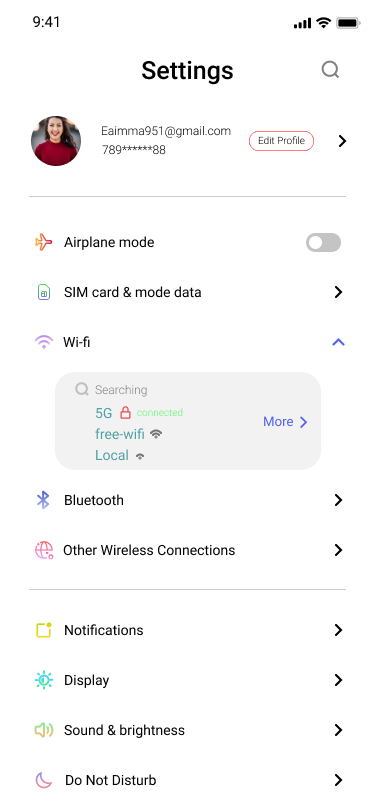 9:41
Settings
Eaimma951@gmail.com
789******88
Edit Profile
Airplane mode
SIM card & mode data
Wi-fi
Searching
5G connected
free-wifi
More
Local
Bluetooth
Other Wireless Connections
Notifications
Display
Sound & brightness
Do Not Disturb